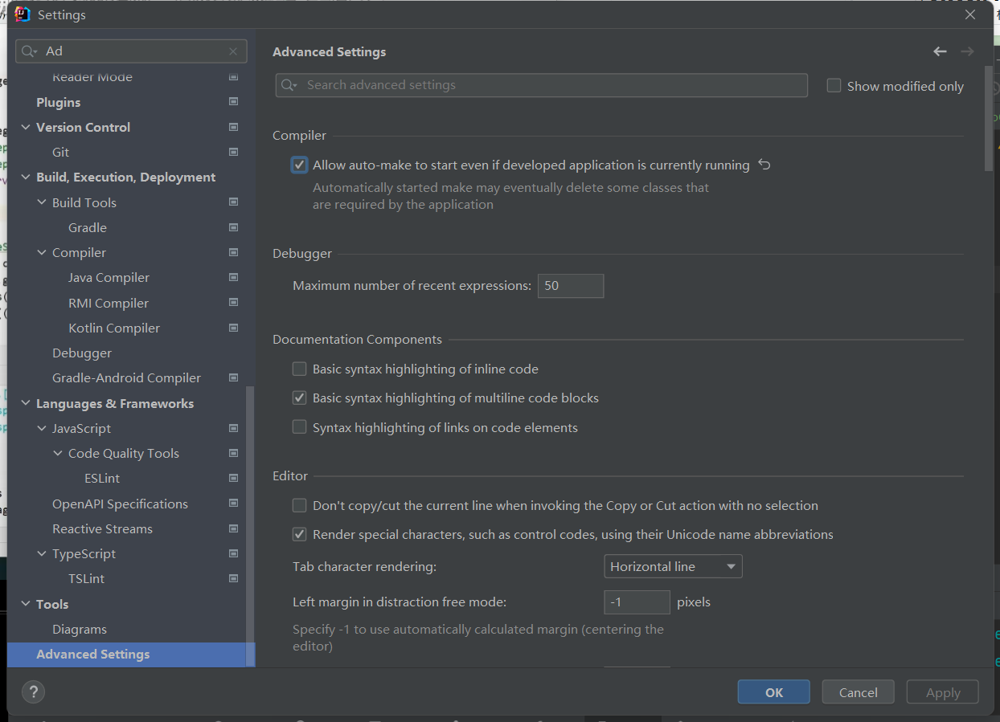 Settings
Ad
Reader Mode
Plugins
Version Control
Git
Build, Execution, Deployment
Build Tools
Gradle
Compiler
Java Compiler
RMI Compiler
Kotlin Compiler
Debugger
Gradle-Android Compiler
Languages & Frameworks
JavaScript
Code Quality Tools
ESLint
OpenAPI Specifications
Reactive Streams
TypeScript
TSLint
Tools
Diagrams
Advanced Settings
Advanced Settings
Search advanced settings
Show modified only
Compiler
Allow auto-make to start even if developed application is currently running
Automatically started make may eventually delete some classes that
are required by the application
Debugger
Maximum number of recent expressions: 50
Documentation Components
Basic syntax highlighting of inline code
Basic syntax highlighting of multiline code blocks
Syntax highlighting of links on code elements
Editor
Don't copy/cut the current line when invoking the Copy or Cut action with no selection
Render special characters, such as control codes, using their Unicode name abbreviations
Tab character rendering: Horizontal line
Left margin in distraction free mode: -1 pixels
Specify -1 to use automatically calculated margin (centering the
editor)
?
OK
Cancel
Apply